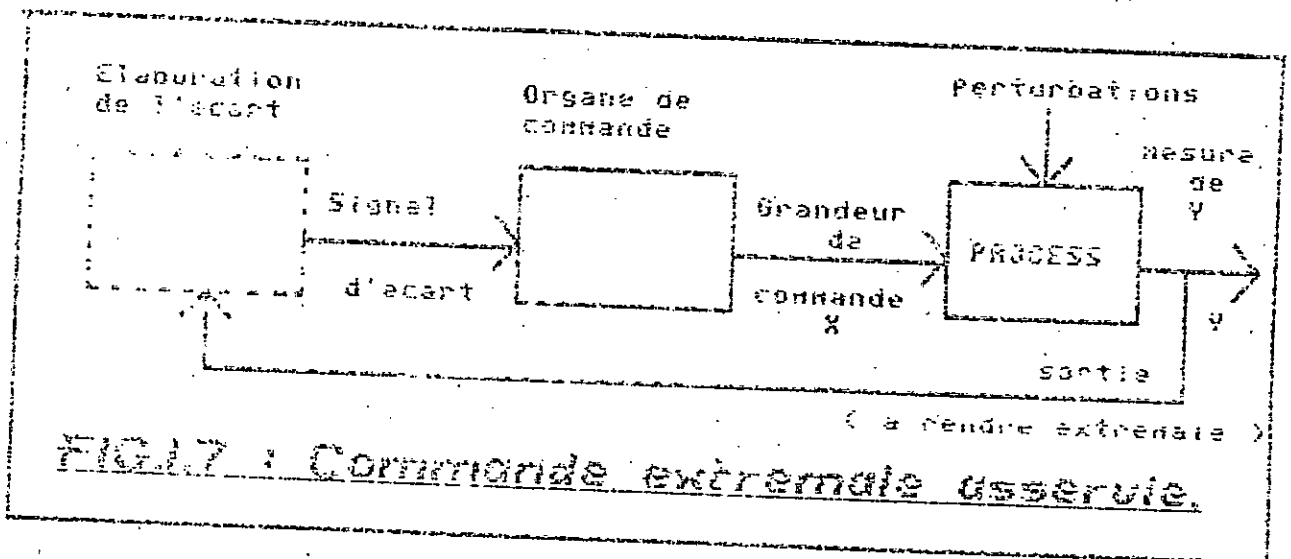 Elaboration
de l'ecart
Organe de
commande
Perturbations
Mesure
de
Y
Signal
d'ecart
Grandeur
de
commande
X
PROCESS
Y
sortie
( a rendre extremale )
FIG.I.7 : Commande extrémale asservie.